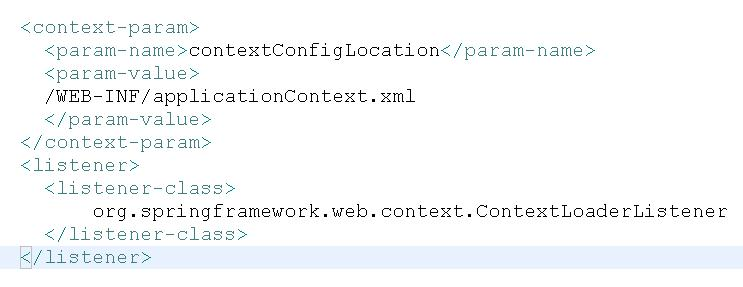 <context-param>
<param-name>contextConfigLocation</param-name>
<param-value>
/WEB-INF/applicationContext.xml
</param-value>
</context-param>
<listener>
<listener-class>
org.springframework.web.context.ContextLoaderListener
</listener-class>
</listener>